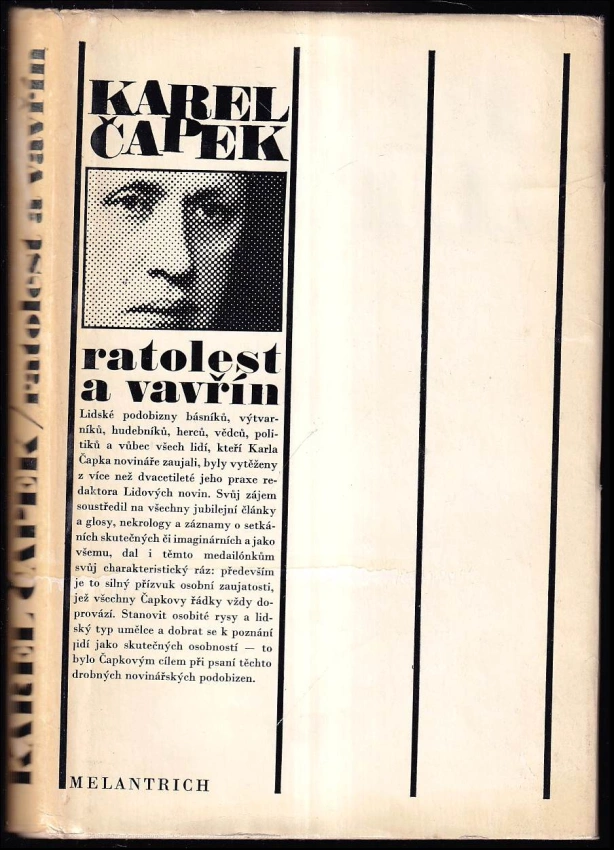 KAREL ČAPEK/ratolest a vavřín
KAREL
ČAPEK
ratolest
a vavřín
Lidské podobizny básníků, výtvar-
níků, hudebníků, herců, vědců, poli-
tiků a vůbec všech lidí, kteří Karla
Čapka novináře zaujali, byly vytěženy
z více než dvacetileté jeho praxe re-
daktora Lidových novin. Svůj zájem
soustředil na všechny jubilejní články
a glosy, nekrology a záznamy o setká-
ních skutečných či imaginárních a jako
všemu, dal i těmto medailónkům
svůj charakteristický ráz: především
je to silný přízvuk osobní zaujatosti,
jež všechny Čapkovy řádky vždy do-
provází. Stanovit osobité rysy a lid-
ský typ umělce a dobrat se k poznání
lidí jako skutečných osobností — to
bylo Čapkovým cílem při psaní těchto
drobných novinářských podobizen.
MELANTRICH